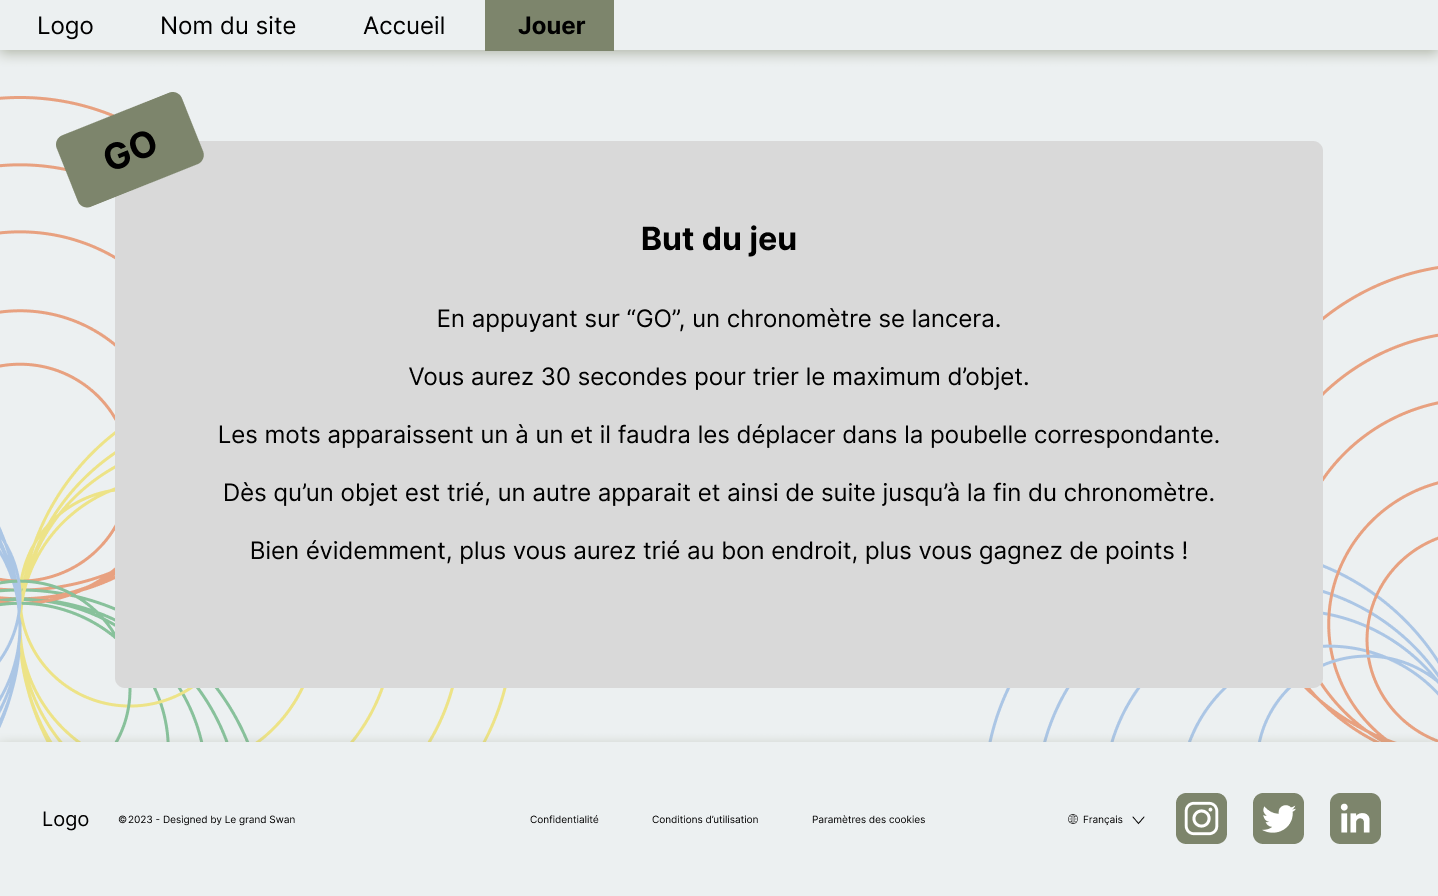 Logo
Nom du site
Accueil
Jouer
GO
But du jeu
En appuyant sur “GO”, un chronomètre se lancera.
Vous aurez 30 secondes pour trier le maximum d’objet.
Les mots apparaissent un à un et il faudra les déplacer dans la poubelle correspondante.
Dès qu’un objet est trié, un autre apparait et ainsi de suite jusqu’à la fin du chronomètre.
Bien évidemment, plus vous aurez trié au bon endroit, plus vous gagnez de points !
Logo
©2023 - Designed by Le grand Swan
Confidentialité
Conditions d’utilisation
Paramètres des cookies
Français
in